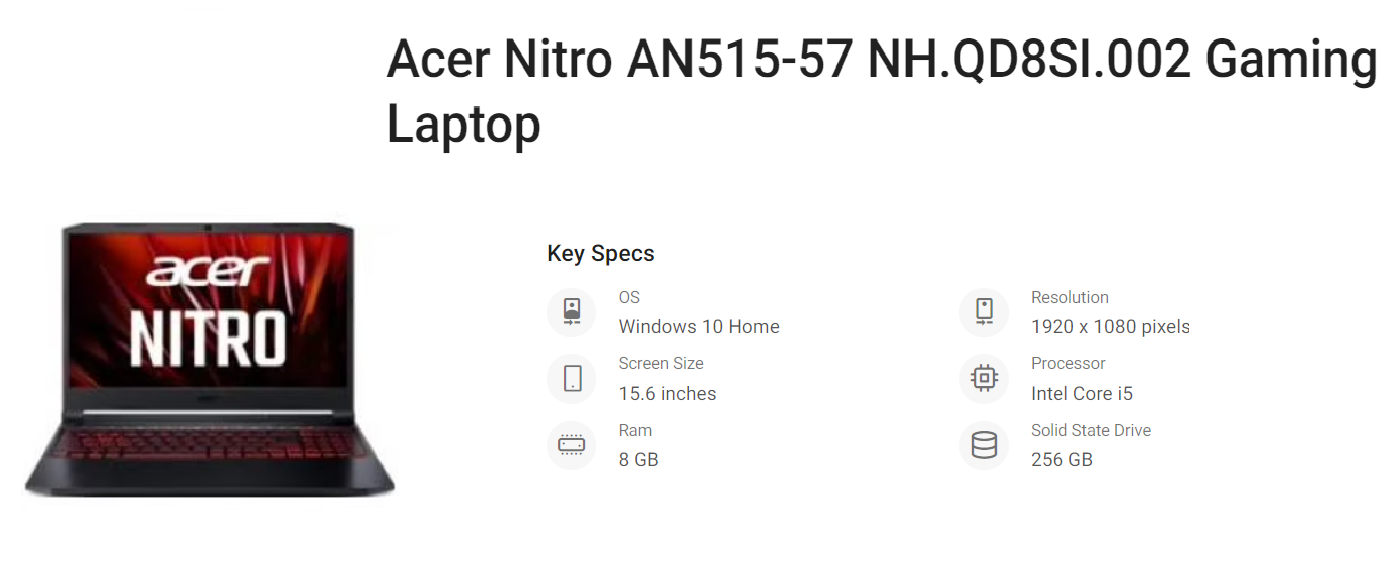 Acer Nitro AN515-57 NH.QD8SI.002 Gaming
Laptop
acer
NITRO
Key Specs
OS
Windows 10 Home
Resolution
1920 x 1080 pixels
Screen Size
15.6 inches
Processor
Intel Core i5
Ram
8 GB
Solid State Drive
256 GB